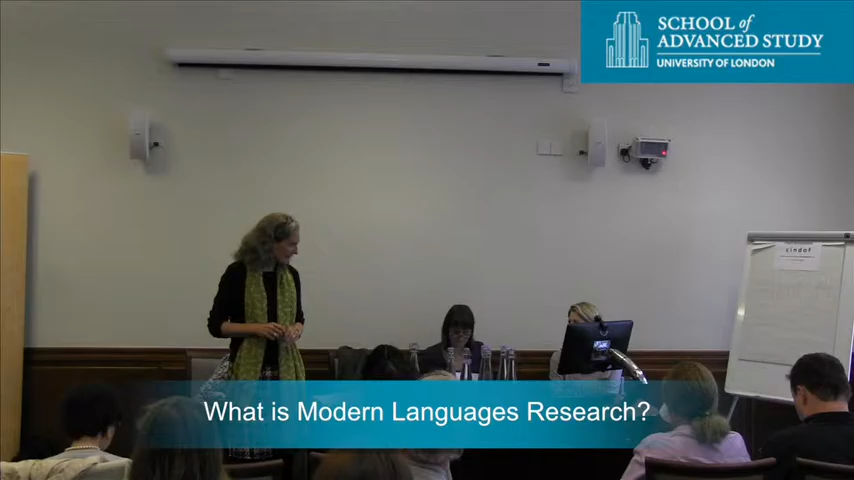 SCHOOL of
ADVANCED STUDY
UNIVERSITY OF LONDON
What is Modern Languages Research?